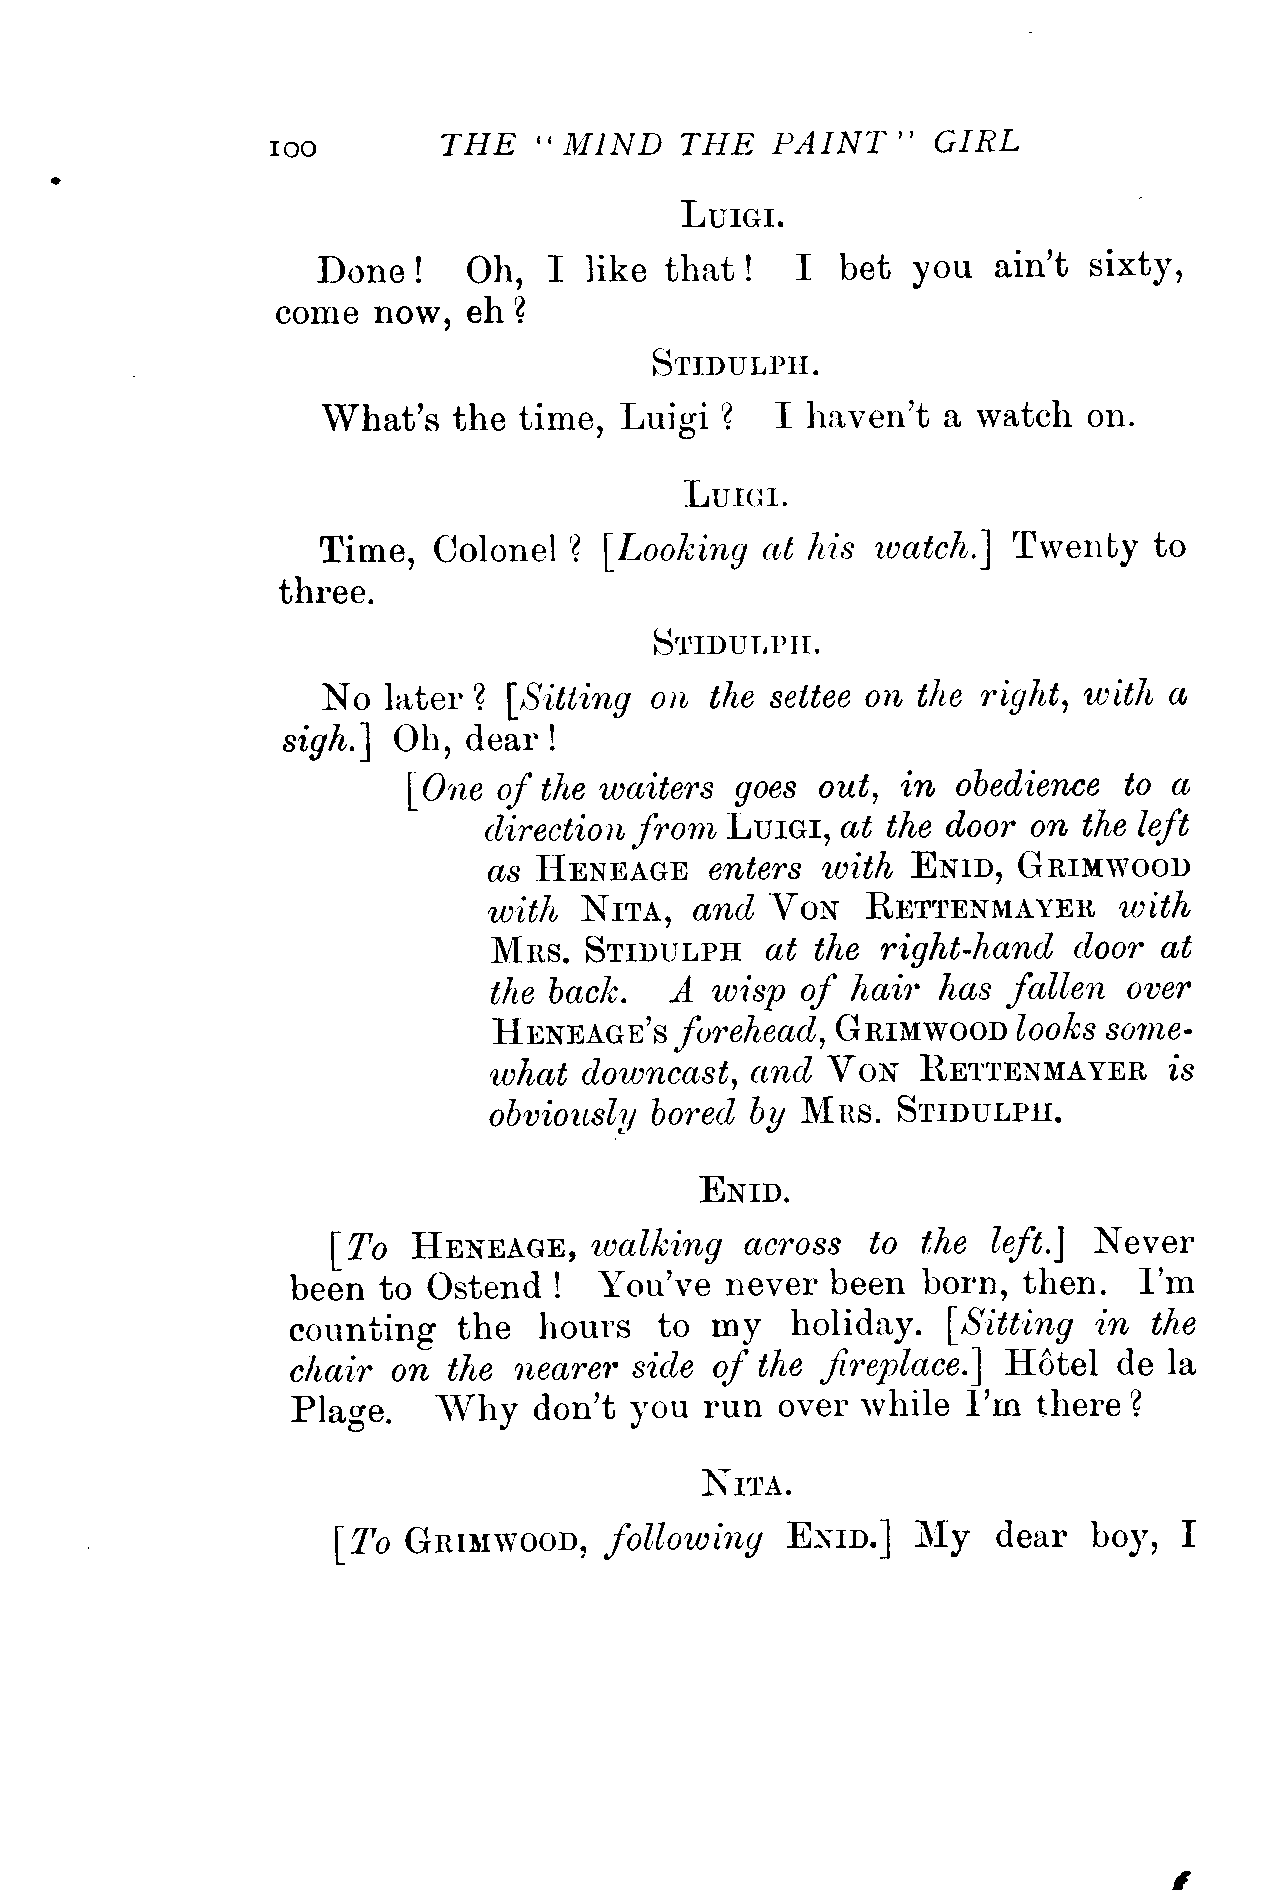 100 THE "MIND THE PAINT" GIRL
LUIGI.
Done! Oh, I like that! I bet you ain't sixty,
come now, eh?
STIDULPH.
What's the time, Luigi? I haven't a watch on.
LUIGI.
Time, Colonel? [Looking at his watch.] Twenty to
three.
STIDULPH.
No later? [Sitting on the settee on the right, with a
sigh.] Oh, dear!
[One of the waiters goes out, in obedience to a
direction from LUIGI, at the door on the left
as HENEAGE enters with ENID, GRIMWOOD
with NITA, and VON RETTENMAYER with
MRS. STIDULPH at the right-hand door at
the back. A wisp of hair has fallen over
HENEAGE'S forehead, GRIMWOOD looks some-
what downcast, and VON RETTENMAYER is
obviously bored by MRS. STIDULPH.
ENID.
[To HENEAGE, walking across to the left.] Never
been to Ostend! You've never been born, then. I'm
counting the hours to my holiday. [Sitting in the
chair on the nearer side of the fireplace.] Hôtel de la
Plage. Why don't you run over while I'm there?
NITA.
[To GRIMWOOD, following ENID.] My dear boy, I